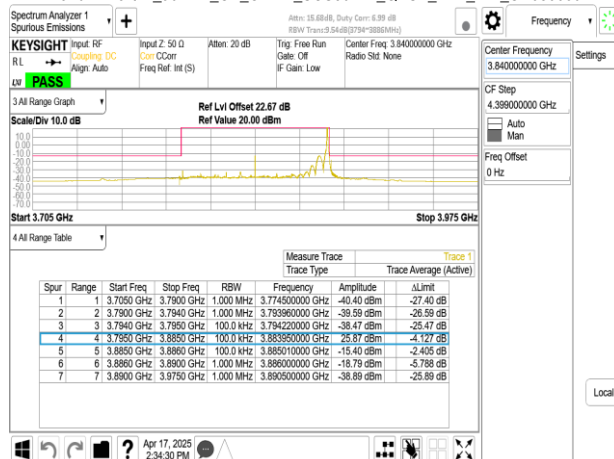 Spectrum Analyzer 1
Spurious Emissions
Attn: 15.68dB, Duty Corr: 6.99 dB
RBW Trans:9.54dB(3794~3886MHz)
Frequency
KEYSIGHT
RL
LXI PASS
Input: RF
Coupling: DC
Align: Auto
Input Z: 50 Ω
Corr CCorr
Freq Ref: Int (S)
Atten: 20 dB
Trig: Free Run
Gate: Off
IF Gain: Low
Center Freq: 3.840000000 GHz
Radio Std: None
Center Frequency
3.840000000 GHz
Settings
CF Step
4.399000000 GHz
Auto
Man
Freq Offset
0 Hz
3 All Range Graph
Scale/Div 10.0 dB
Ref Lvl Offset 22.67 dB
Ref Value 20.00 dBm
10.0
0.00
-10.0
-20.0
-30.0
-40.0
-50.0
-60.0
-70.0
Start 3.705 GHz
Stop 3.975 GHz
4 All Range Table
Measure Trace Trace 1
Trace Type Trace Average (Active)
Spur Range Start Freq Stop Freq RBW Frequency Amplitude ΔLimit
1 1 3.7050 GHz 3.7900 GHz 1.000 MHz 3.774500000 GHz -40.40 dBm -27.40 dB
2 2 3.7900 GHz 3.7940 GHz 1.000 MHz 3.793960000 GHz -39.59 dBm -26.59 dB
3 3 3.7940 GHz 3.7950 GHz 100.0 kHz 3.794220000 GHz -38.47 dBm -25.47 dB
4 4 3.7950 GHz 3.8850 GHz 100.0 kHz 3.883950000 GHz 25.87 dBm -4.127 dB
5 5 3.8850 GHz 3.8860 GHz 100.0 kHz 3.885010000 GHz -15.40 dBm -2.405 dB
6 6 3.8860 GHz 3.8900 GHz 1.000 MHz 3.886000000 GHz -18.79 dBm -5.788 dB
7 7 3.8900 GHz 3.9750 GHz 1.000 MHz 3.890500000 GHz -38.89 dBm -25.89 dB
Local
?
Apr 17, 2025
2:34:30 PM